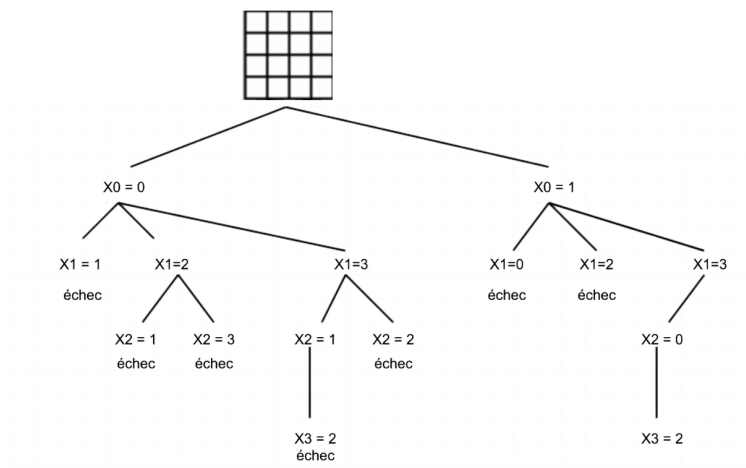 X0 = 0
X0 = 1
X1 = 1
X1=2
X1=3
X1=0
X1=2
X1=3
échec
échec
échec
X2 = 1
X2 = 3
X2 = 1
X2 = 2
X2 = 0
échec
échec
échec
X3 = 2
X3 = 2
échec